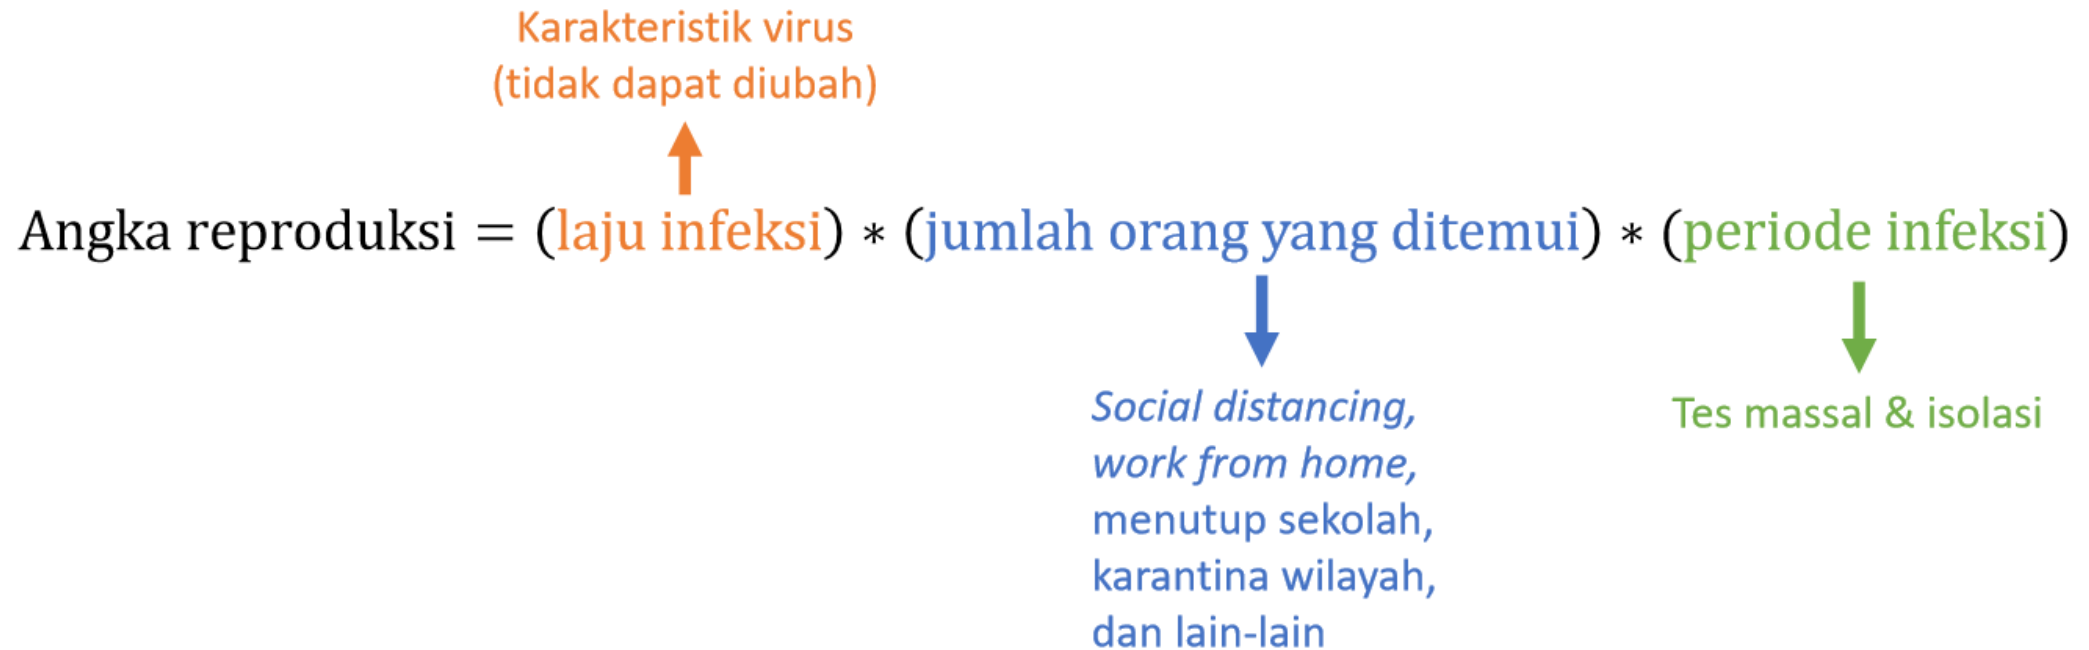 Karakteristik virus
(tidak dapat diubah)
Angka reproduksi = (laju infeksi) * (jumlah orang yang ditemui) * (periode infeksi)
Social distancing,
work from home,
menutup sekolah,
karantina wilayah,
dan lain-lain
Tes massal & isolasi